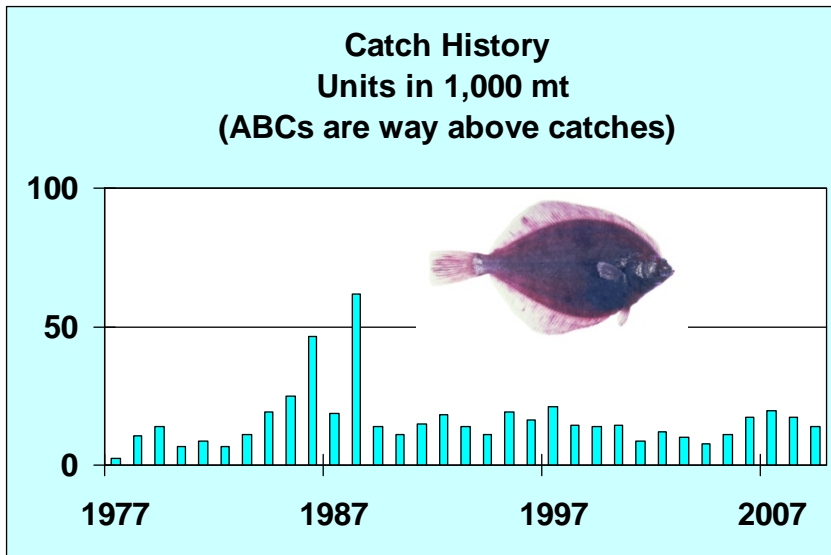 Catch History
Units in 1,000 mt
(ABCs are way above catches)
100
50
0
1977 1987 1997 2007